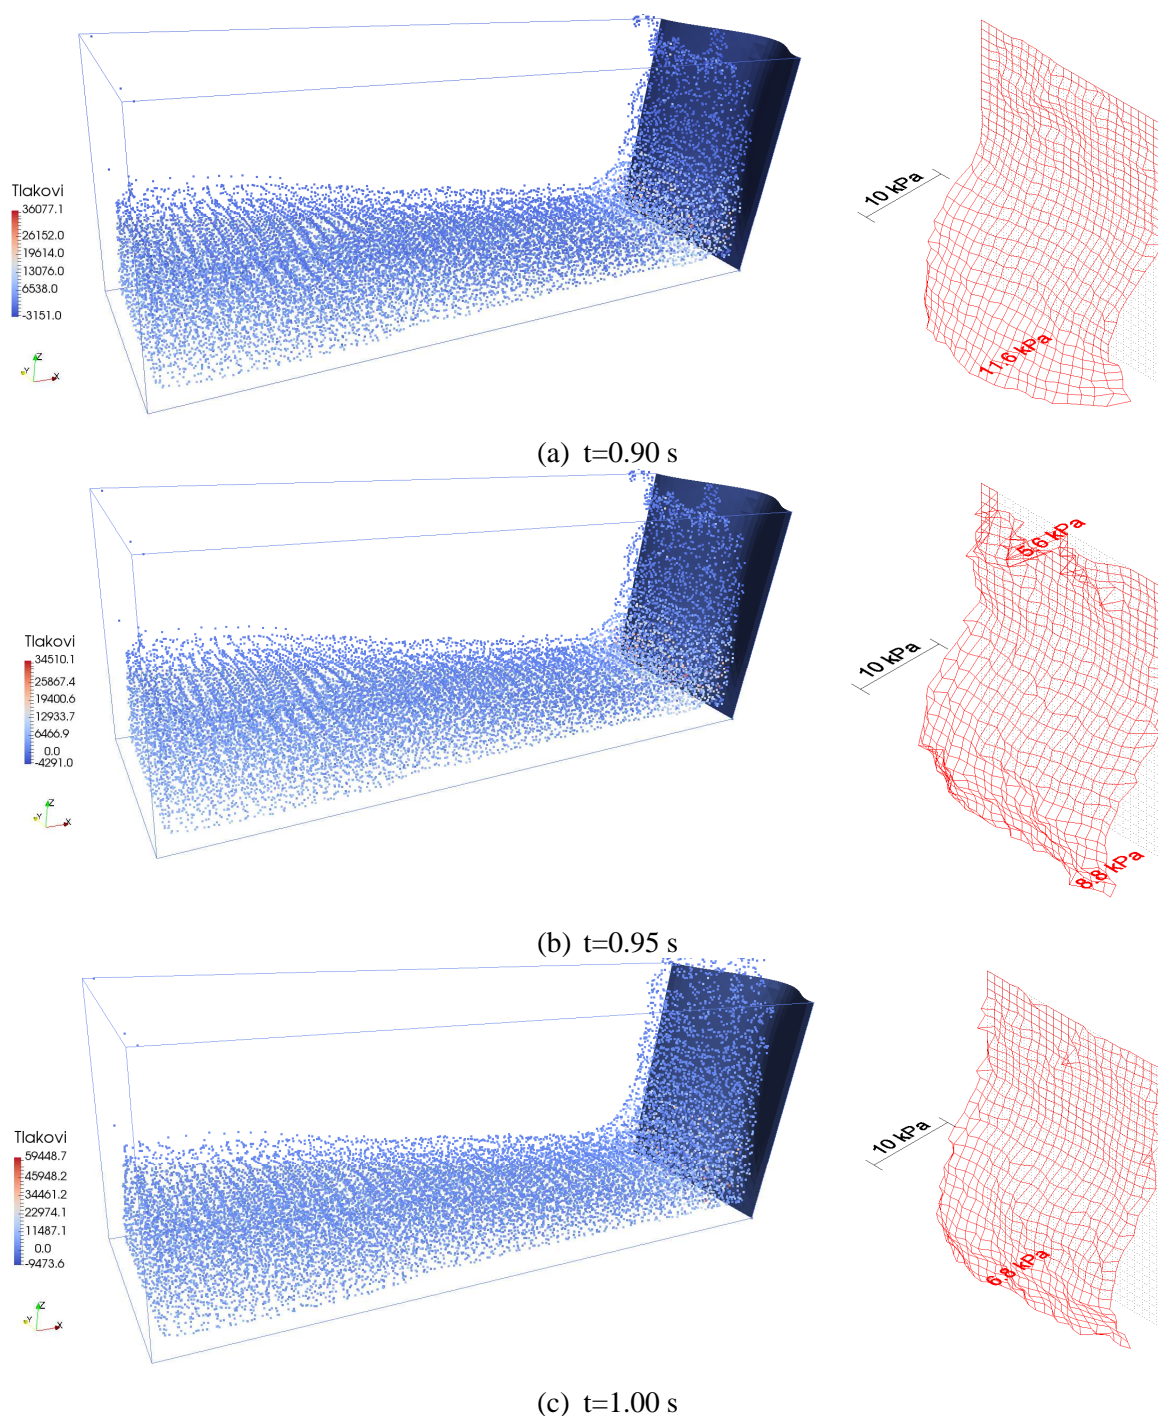 Tlakovi
36077.1
26152.0
19614.0
13076.0
6538.0
-3151.0
Z
Y
X
10 kPa
11.6 kPa
(a) t=0.90 s
Tlakovi
34510.1
25867.4
19400.6
12933.7
6466.9
0.0
-4291.0
Z
Y
X
5.6 kPa
10 kPa
8.8 kPa
(b) t=0.95 s
Tlakovi
59448.7
45948.2
34461.2
22974.1
11487.1
0.0
-9473.6
Z
Y
X
10 kPa
6.8 kPa
(c) t=1.00 s